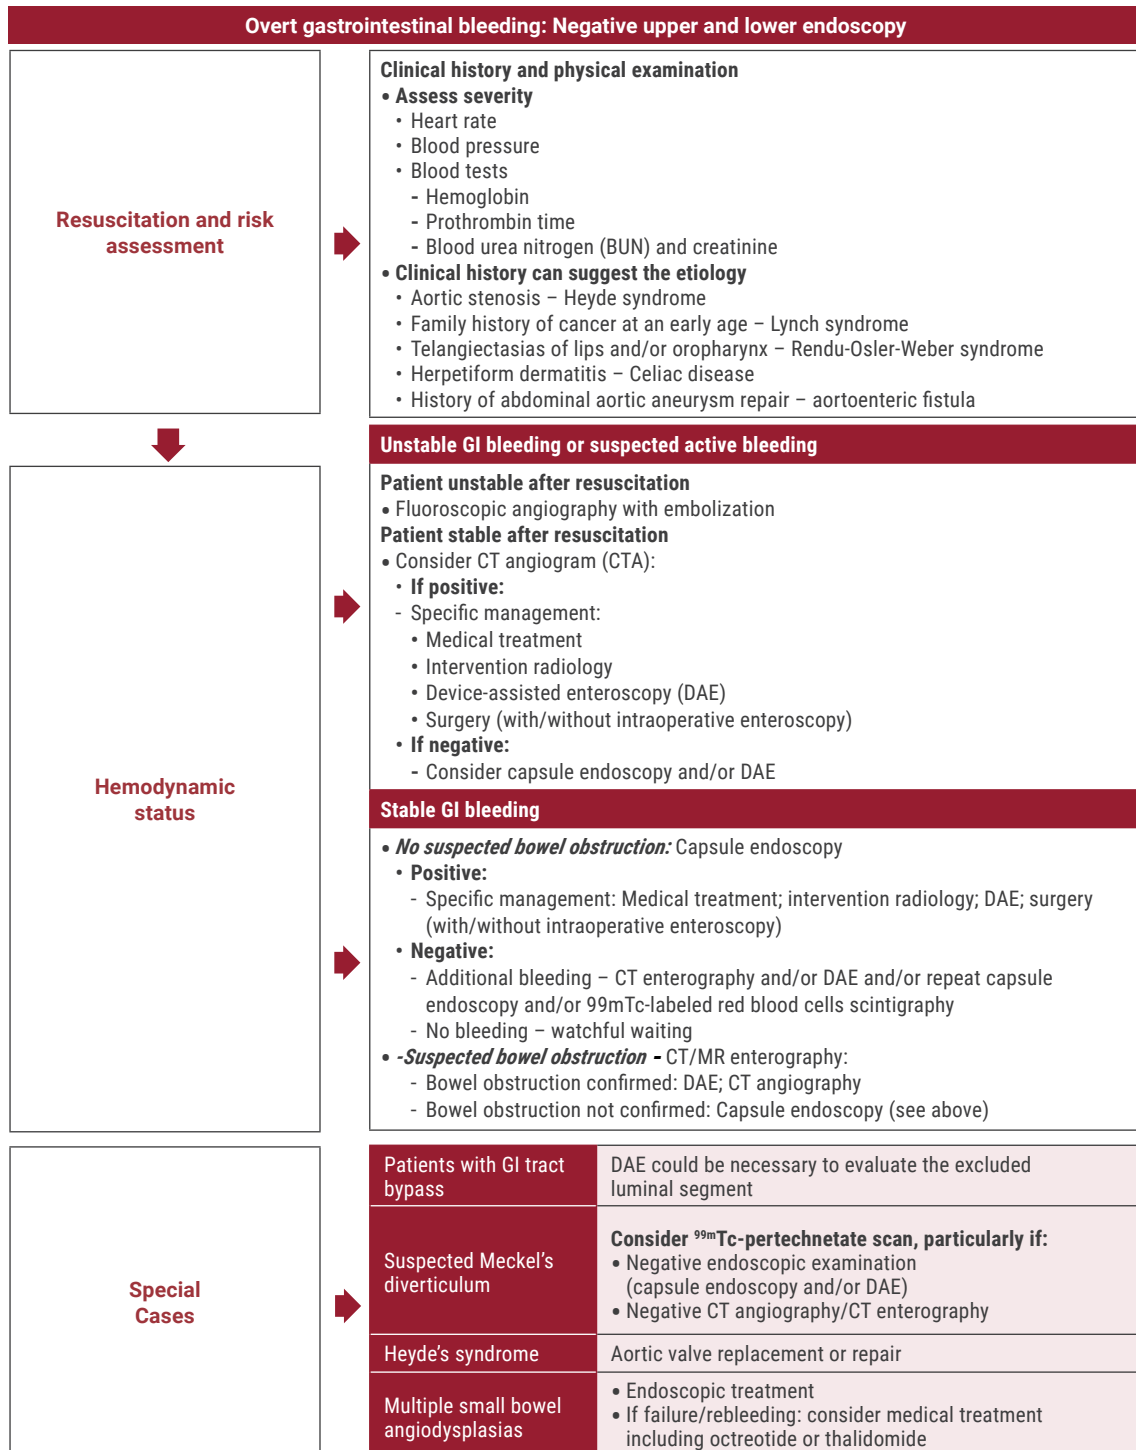 Overt gastrointestinal bleeding: Negative upper and lower endoscopy
Resuscitation and risk
assessment
Clinical history and physical examination
• Assess severity
• Heart rate
• Blood pressure
• Blood tests
- Hemoglobin
- Prothrombin time
- Blood urea nitrogen (BUN) and creatinine
• Clinical history can suggest the etiology
• Aortic stenosis – Heyde syndrome
• Family history of cancer at an early age – Lynch syndrome
• Telangiectasias of lips and/or oropharynx – Rendu-Osler-Weber syndrome
• Herpetiform dermatitis – Celiac disease
• History of abdominal aortic aneurysm repair – aortoenteric fistula
Hemodynamic
status
Unstable GI bleeding or suspected active bleeding
Patient unstable after resuscitation
• Fluoroscopic angiography with embolization
Patient stable after resuscitation
• Consider CT angiogram (CTA):
• If positive:
- Specific management:
• Medical treatment
• Intervention radiology
• Device-assisted enteroscopy (DAE)
• Surgery (with/without intraoperative enteroscopy)
• If negative:
- Consider capsule endoscopy and/or DAE
Stable GI bleeding
• No suspected bowel obstruction: Capsule endoscopy
• Positive:
- Specific management: Medical treatment; intervention radiology; DAE; surgery
(with/without intraoperative enteroscopy)
• Negative:
- Additional bleeding – CT enterography and/or DAE and/or repeat capsule
endoscopy and/or 99mTc-labeled red blood cells scintigraphy
- No bleeding – watchful waiting
• -Suspected bowel obstruction - CT/MR enterography:
- Bowel obstruction confirmed: DAE; CT angiography
- Bowel obstruction not confirmed: Capsule endoscopy (see above)
Special
Cases
Patients with GI tract
bypass
DAE could be necessary to evaluate the excluded
luminal segment
Suspected Meckel's
diverticulum
Consider ⁹⁹ᵐTc-pertechnetate scan, particularly if:
• Negative endoscopic examination
(capsule endoscopy and/or DAE)
• Negative CT angiography/CT enterography
Heyde's syndrome
Aortic valve replacement or repair
Multiple small bowel
angiodysplasias
• Endoscopic treatment
• If failure/rebleeding: consider medical treatment
including octreotide or thalidomide